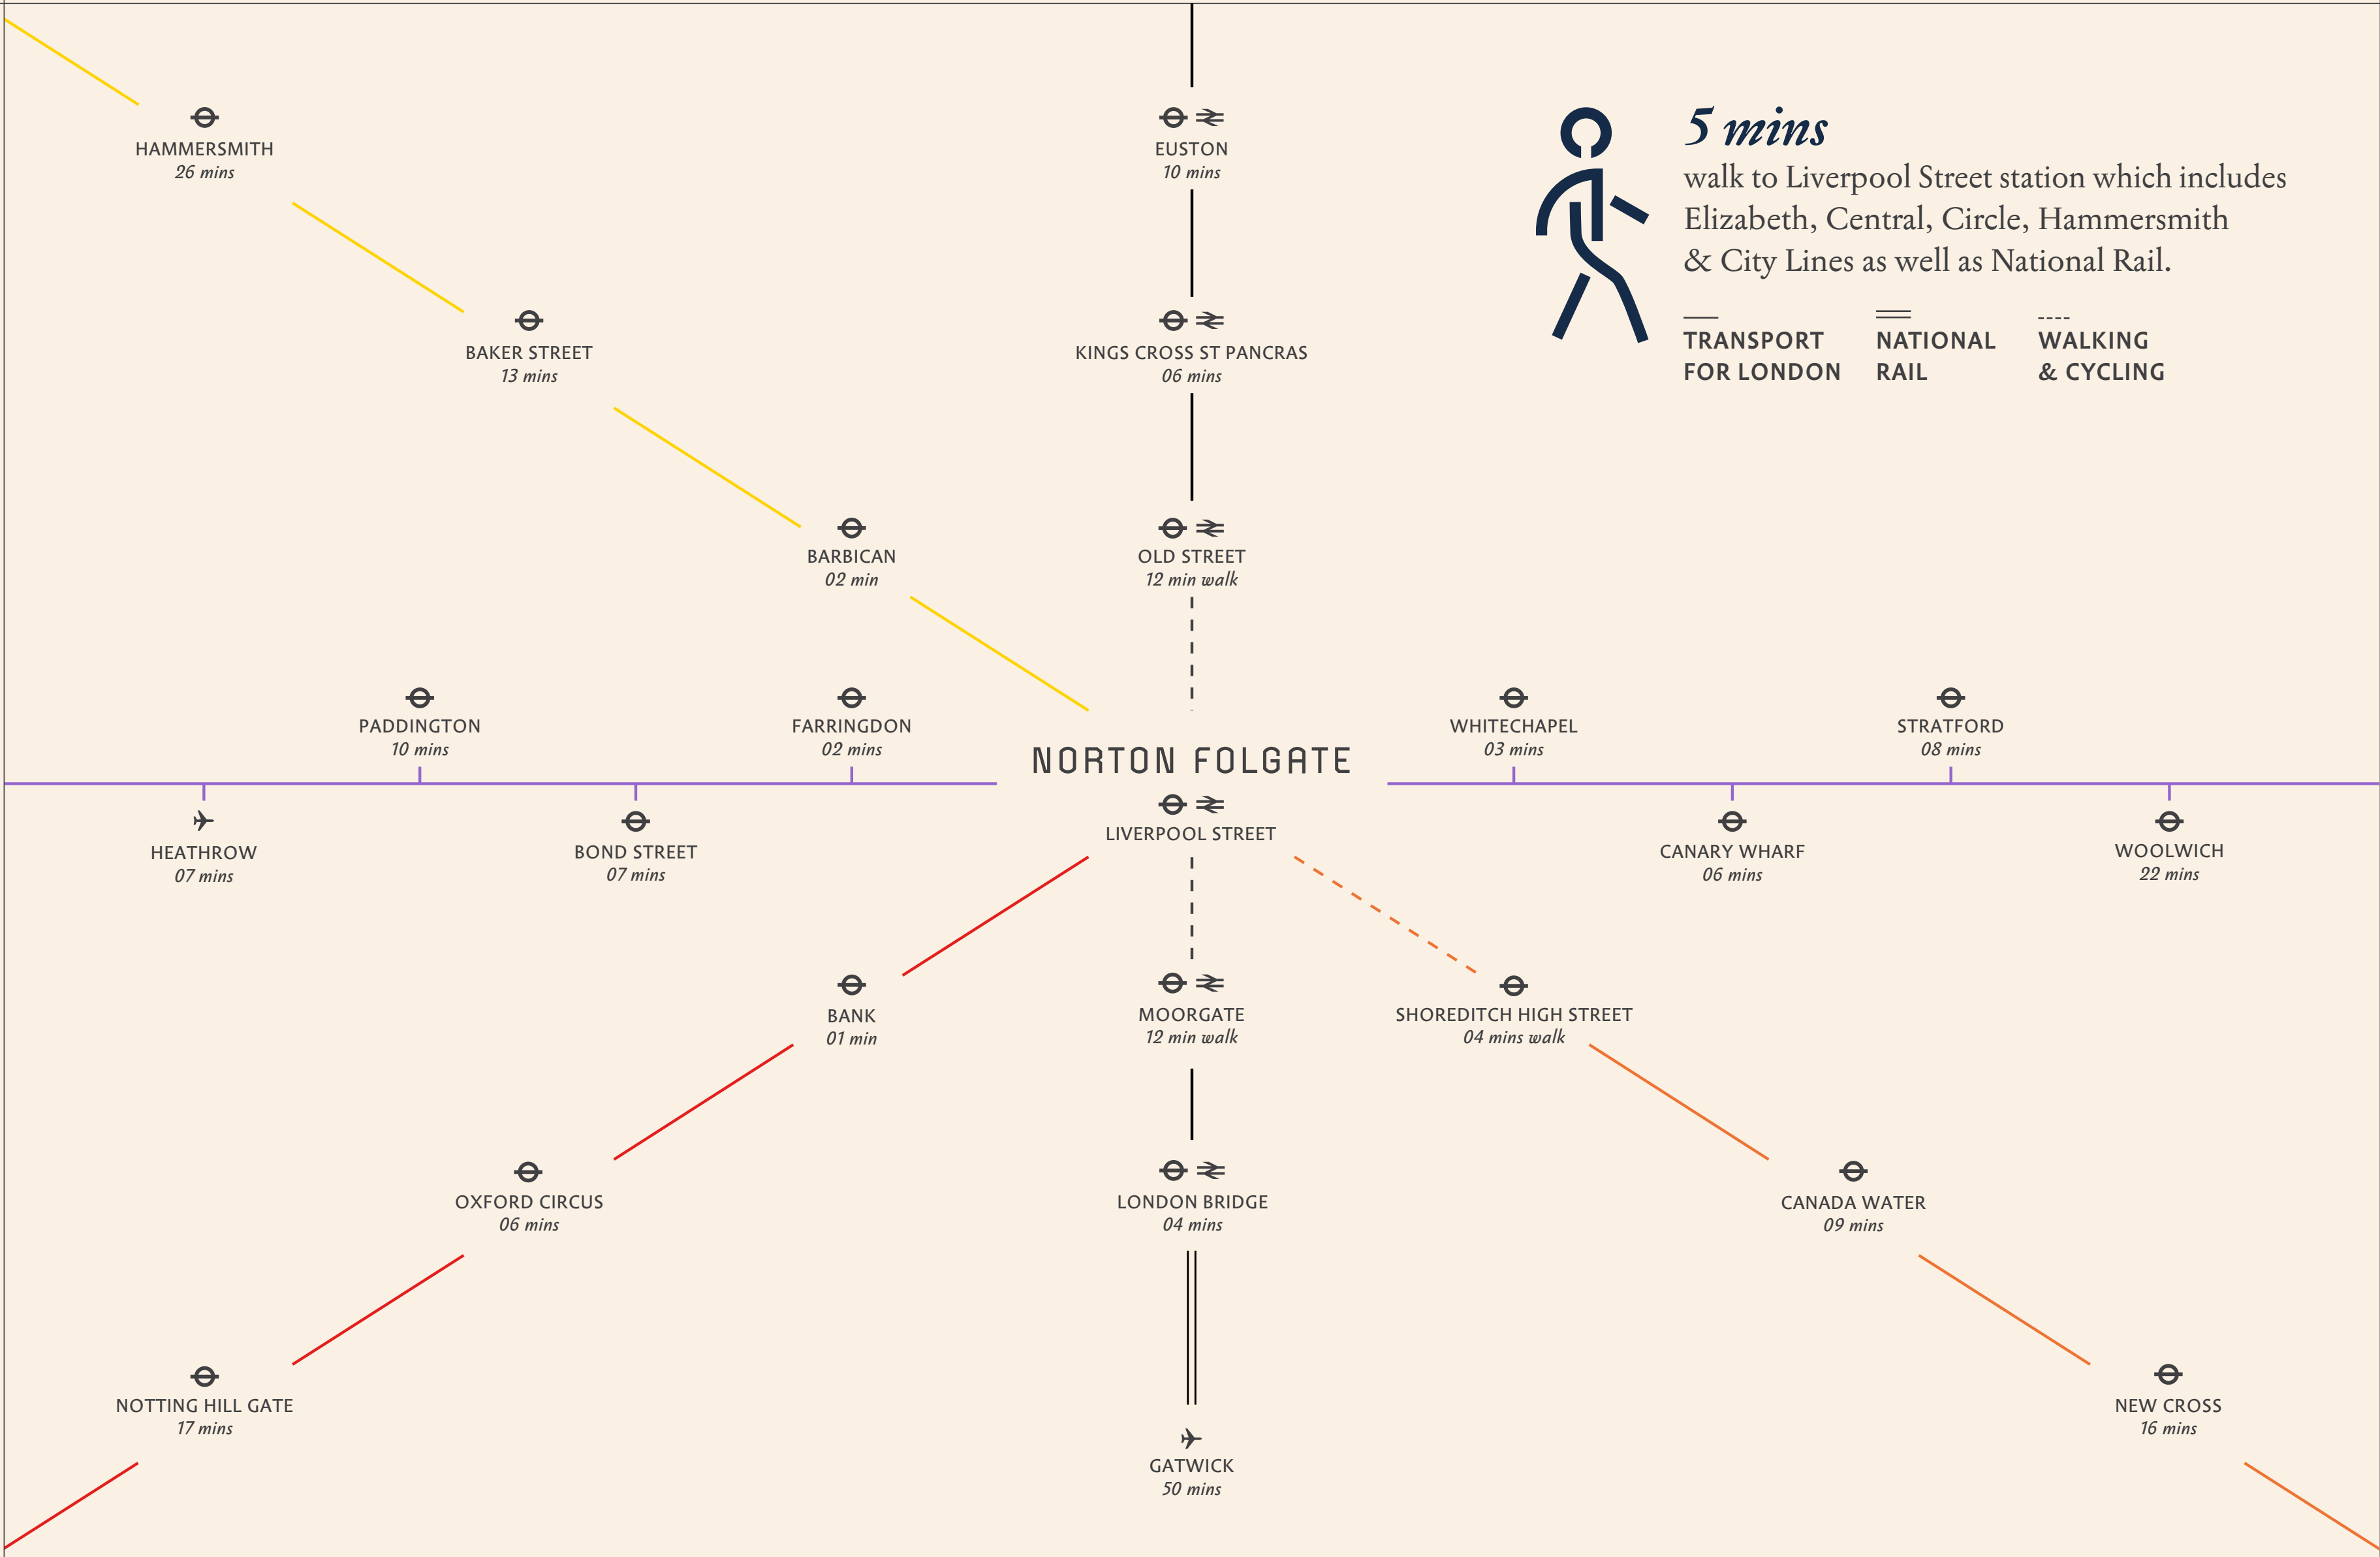 HAMMERSMITH
26 mins
EUSTON
10 mins
5 mins
walk to Liverpool Street station which includes
Elizabeth, Central, Circle, Hammersmith
& City Lines as well as National Rail.
TRANSPORT
FOR LONDON
NATIONAL
RAIL
WALKING
& CYCLING
BAKER STREET
13 mins
KINGS CROSS ST PANCRAS
06 mins
BARBICAN
02 min
OLD STREET
12 min walk
PADDINGTON
10 mins
FARRINGDON
02 mins
NORTON FOLGATE
WHITECHAPEL
03 mins
STRATFORD
08 mins
HEATHROW
07 mins
BOND STREET
07 mins
LIVERPOOL STREET
CANARY WHARF
06 mins
WOOLWICH
22 mins
BANK
01 min
MOORGATE
12 min walk
SHOREDITCH HIGH STREET
04 mins walk
OXFORD CIRCUS
06 mins
LONDON BRIDGE
04 mins
CANADA WATER
09 mins
NOTTING HILL GATE
17 mins
GATWICK
50 mins
NEW CROSS
16 mins